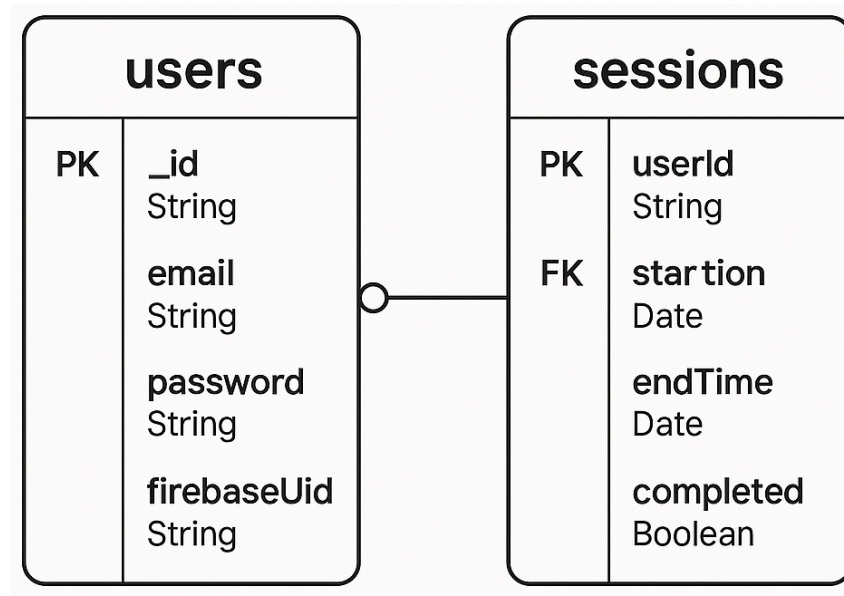 users
PK _id
String
email
String
password
String
firebaseUid
String
sessions
PK userId
String
FK startion
Date
endTime
Date
completed
Boolean